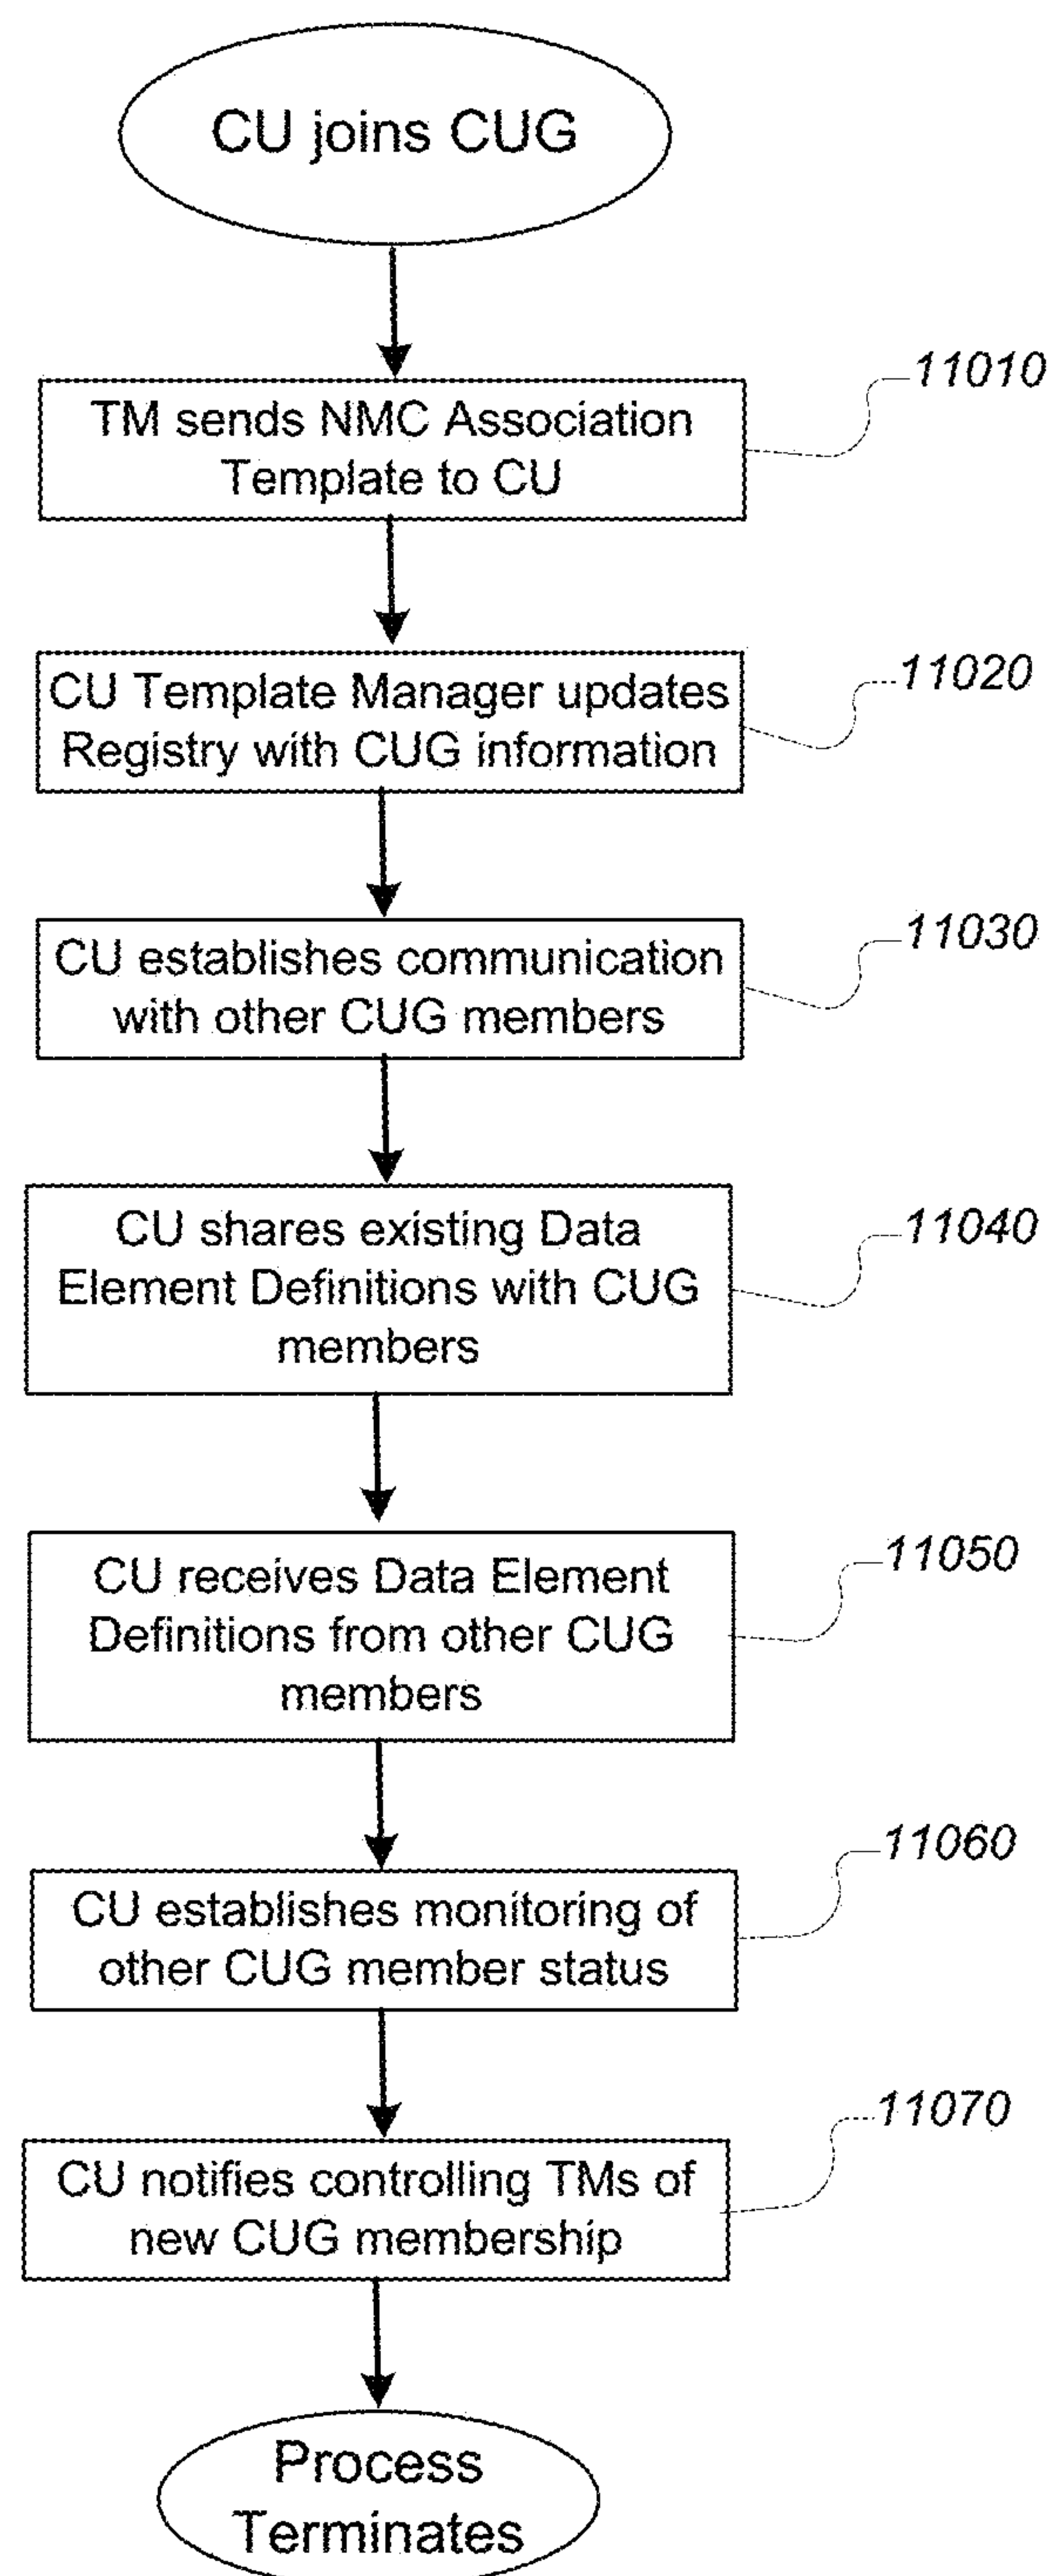 CU joins CUG
11010
TM sends NMC Association
Template to CU
11020
CU Template Manager updates
Registry with CUG information
11030
CU establishes communication
with other CUG members
11040
CU shares existing Data
Element Definitions with CUG
members
11050
CU receives Data Element
Definitions from other CUG
members
11060
CU establishes monitoring of
other CUG member status
11070
CU notifies controlling TMs of
new CUG membership
Process
Terminates